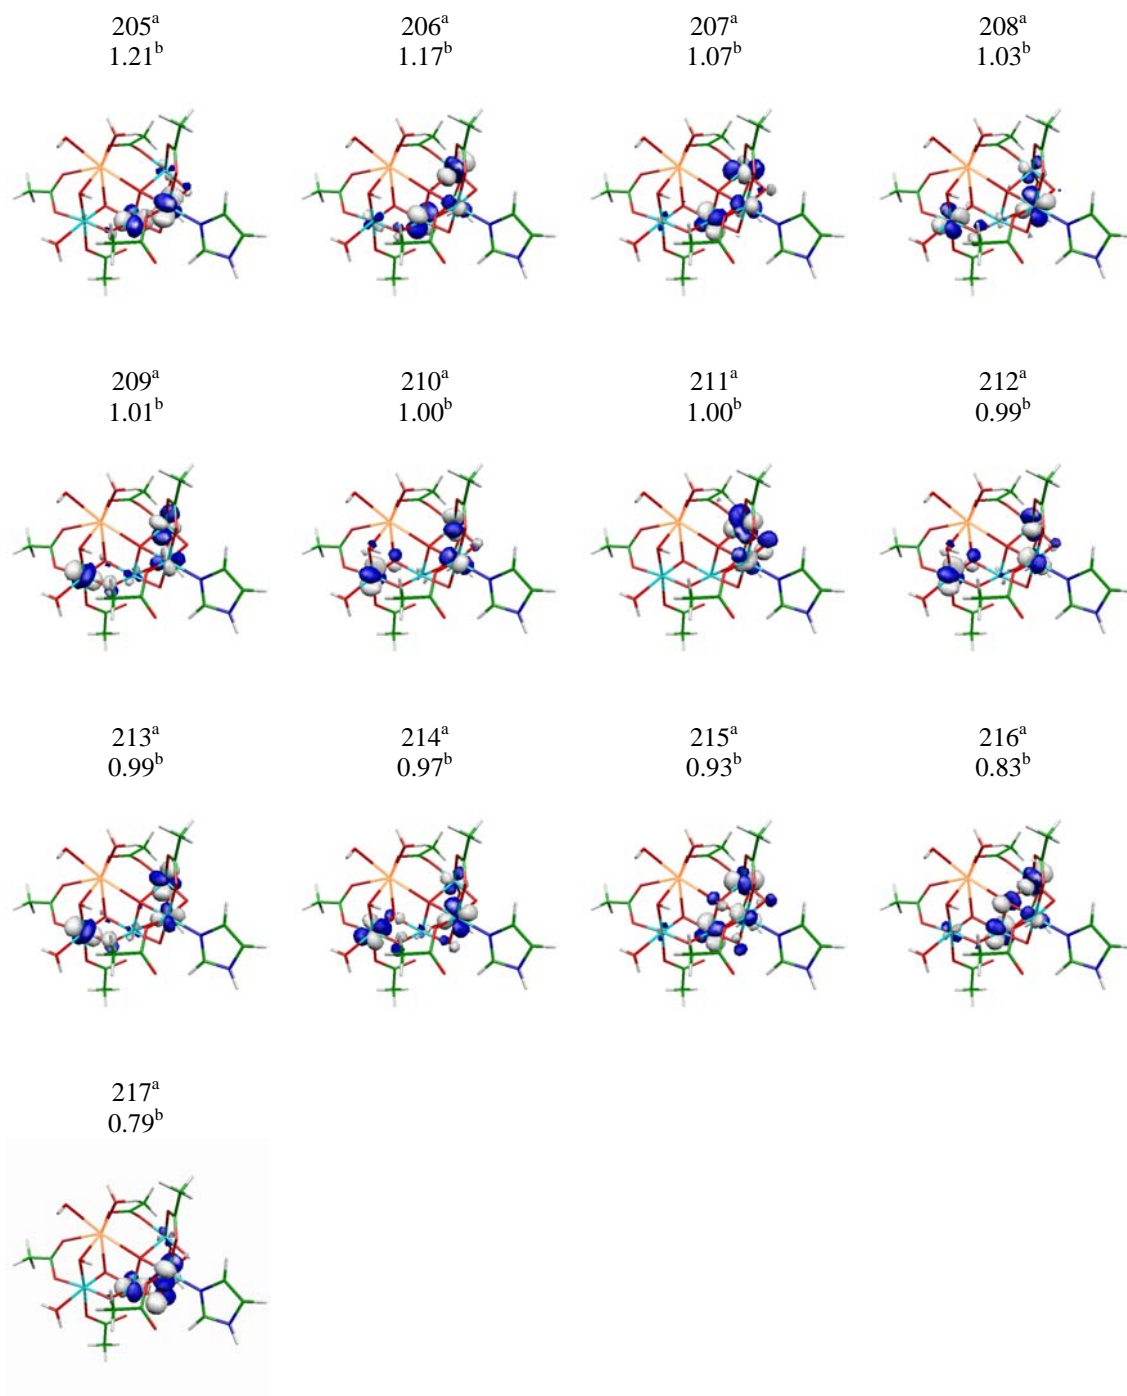 205ᵃ 206ᵃ 207ᵃ 208ᵃ
1.21ᵇ 1.17ᵇ 1.07ᵇ 1.03ᵇ
209ᵃ 210ᵃ 211ᵃ 212ᵃ
1.01ᵇ 1.00ᵇ 1.00ᵇ 0.99ᵇ
213ᵃ 214ᵃ 215ᵃ 216ᵃ
0.99ᵇ 0.97ᵇ 0.93ᵇ 0.83ᵇ
217ᵃ
0.79ᵇ